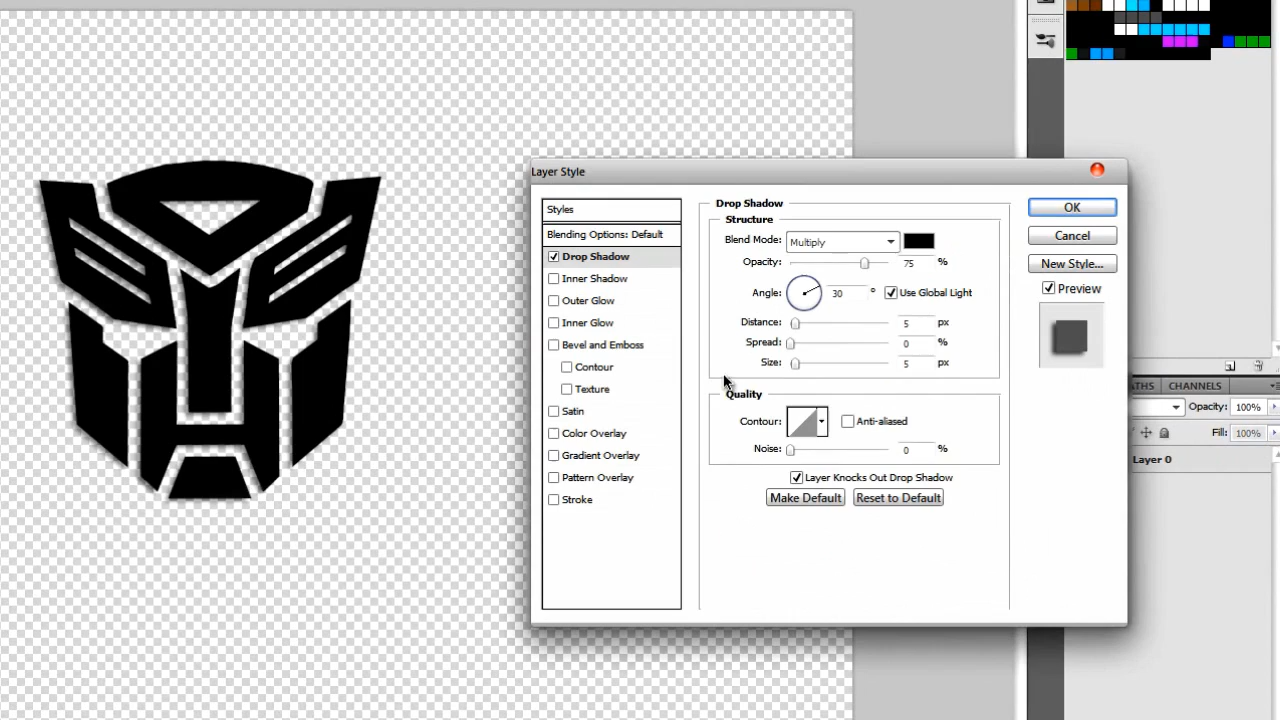 Layer Style
Styles
Blending Options: Default
Drop Shadow
Inner Shadow
Outer Glow
Inner Glow
Bevel and Emboss
Contour
Texture
Satin
Color Overlay
Gradient Overlay
Pattern Overlay
Stroke
Drop Shadow
Structure
Blend Mode: Multiply
Opacity: 75 %
Angle: 30 ° Use Global Light
Distance: 5 px
Spread: 0 %
Size: 5 px
Quality
Contour: Anti-aliased
Noise: 0 %
Layer Knocks Out Drop Shadow
Make Default Reset to Default
OK
Cancel
New Style...
Preview
THS CHANNELS
Opacity: 100%
Fill: 100%
Layer 0